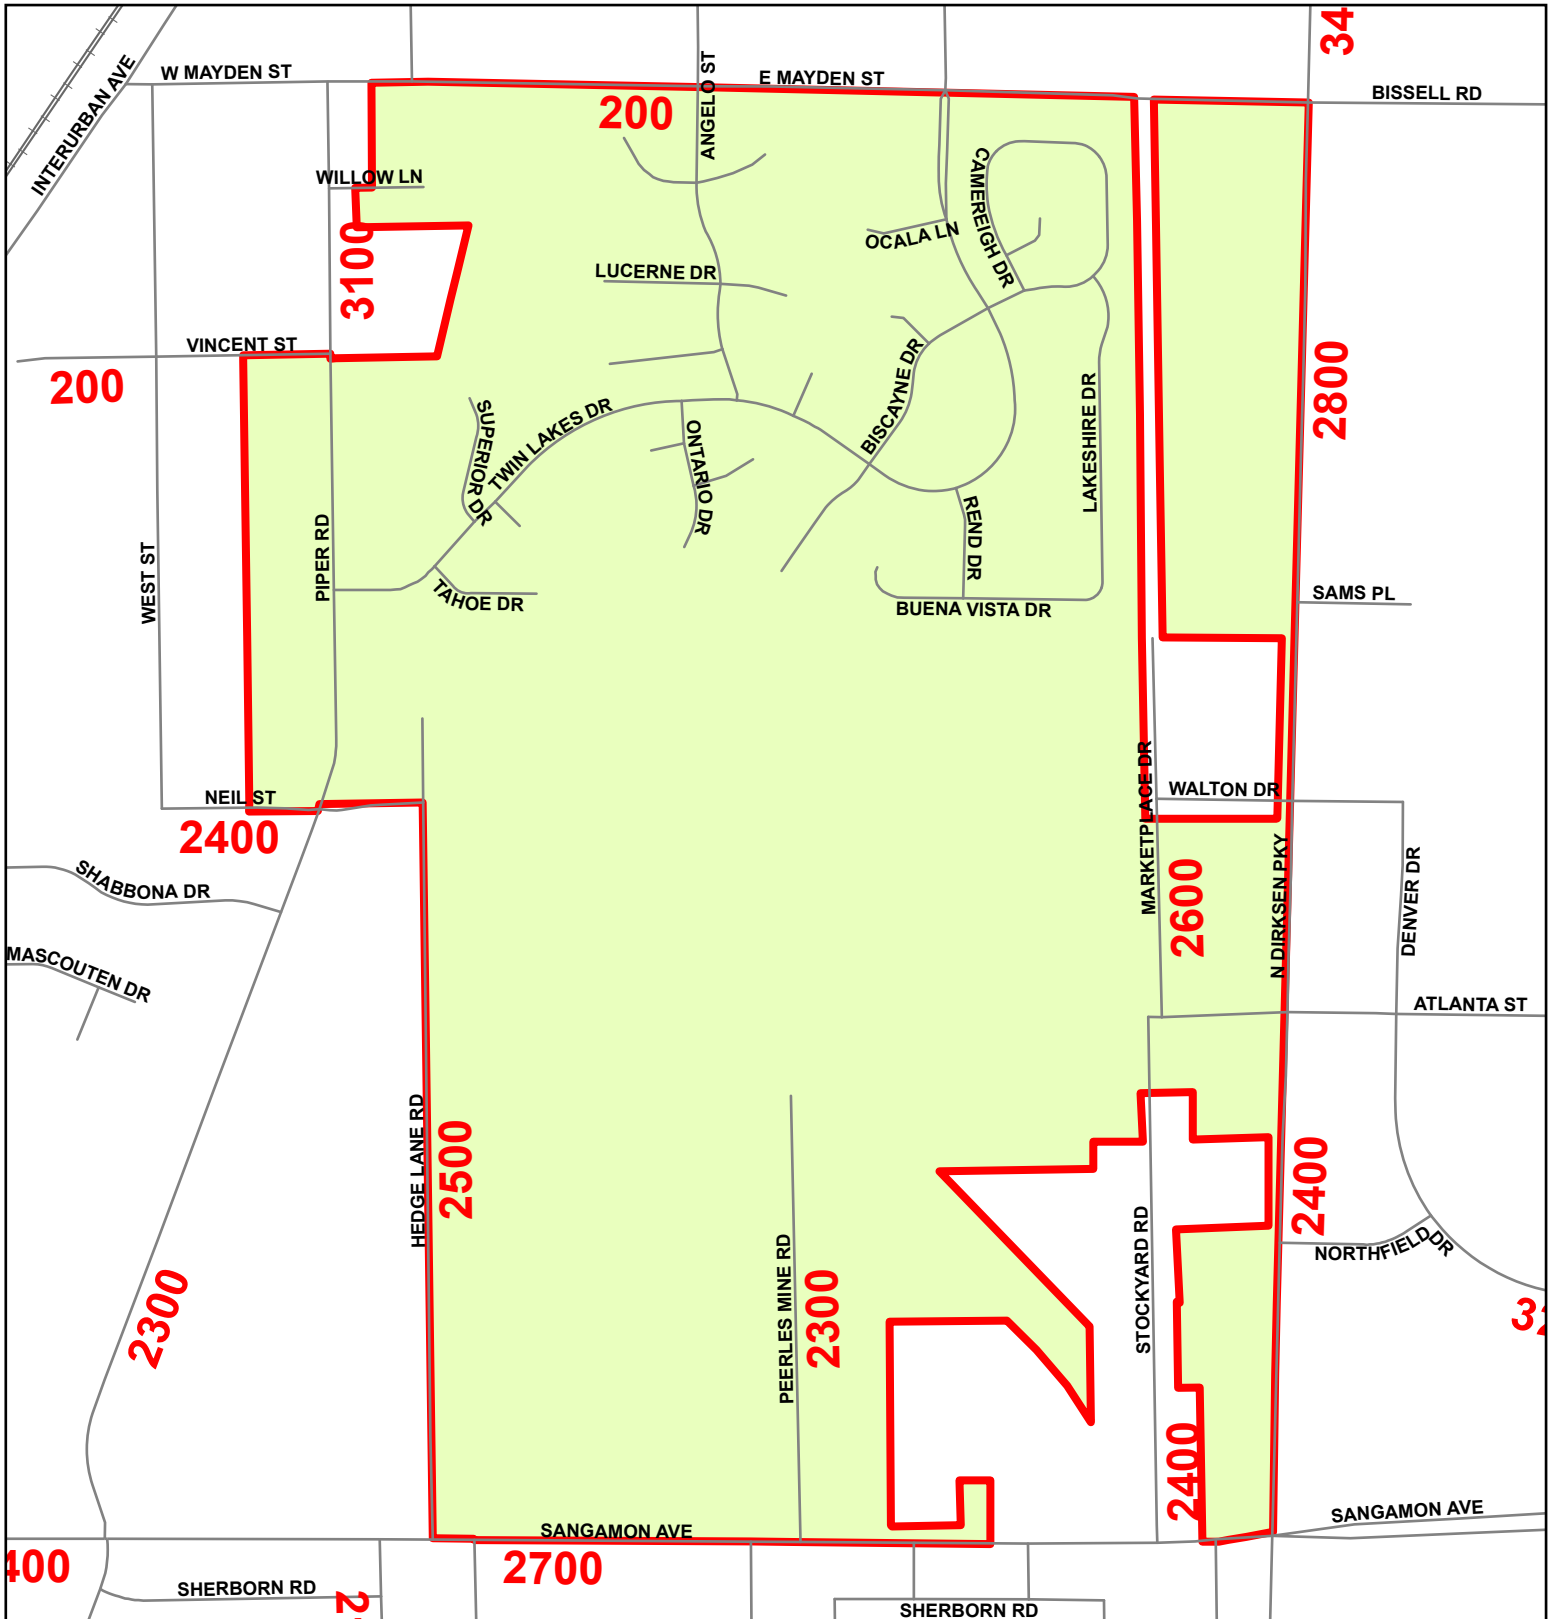 34
W MAYDEN ST
E MAYDEN ST
BISSELL RD
INTERURBAN AVE
200
ANGELO ST
WILLOW LN
CAMEREIGH DR
OCALA LN
3100
LUCERNE DR
VINCENT ST
200
BISCAYNE DR
2800
LAKESHIRE DR
SUPERIOR DR
TWIN LAKES DR
ONTARIO DR
REND DR
WEST ST
PIPER RD
TAHOE DR
BUENA VISTA DR
SAMS PL
NEIL ST
2400
MARKETPLACE DR
WALTON DR
SHABBONA DR
2600
N DIRKSEN PKY
DENVER DR
MASCOUTEN DR
ATLANTA ST
HEDGE LANE RD
2500
2400
STOCKYARD RD
NORTHFIELD DR
PEERLES MINE RD
2300
2300
32
2400
SANGAMON AVE
SANGAMON AVE
400
2700
SHERBORN RD
SHERBORN RD